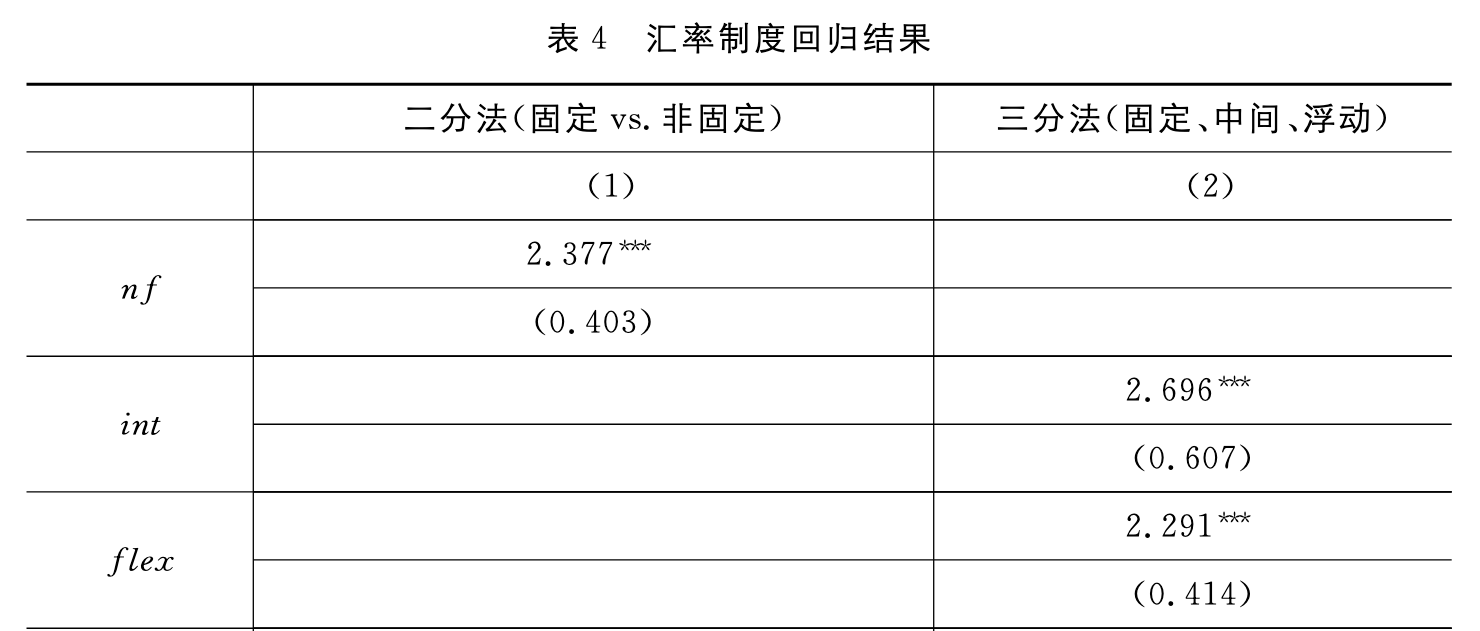 表 4 汇率制度回归结果
二分法(固定 vs. 非固定) 三分法(固定、中间、浮动)
(1) (2)
nf 2.377***
(0.403)
int 2.696***
(0.607)
flex 2.291***
(0.414)